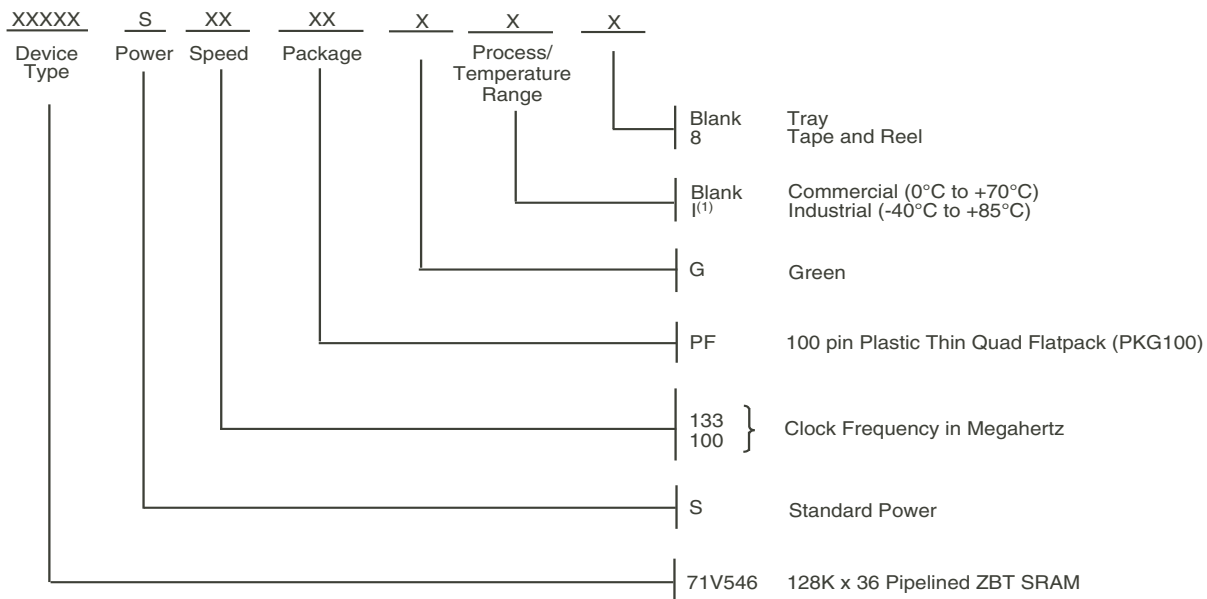 XXXXX S XX XX X X X
Device Type Power Speed Package Process/ Temperature Range
Blank Tray
8 Tape and Reel
Blank Commercial (0°C to +70°C)
I(1) Industrial (-40°C to +85°C)
G Green
PF 100 pin Plastic Thin Quad Flatpack (PKG100)
133
100 } Clock Frequency in Megahertz
S Standard Power
71V546 128K x 36 Pipelined ZBT SRAM